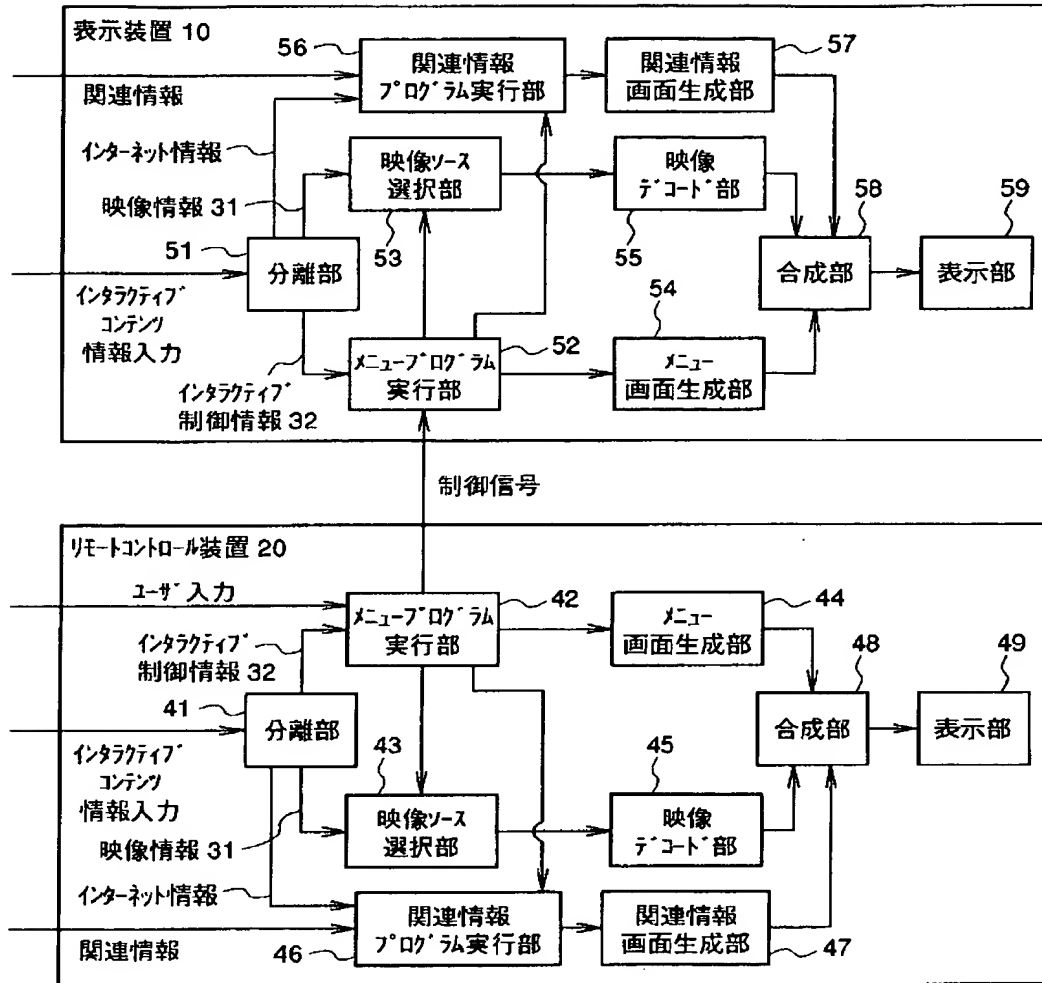 表示装置 10
56
関連情報
プログラム実行部
関連情報
画面生成部
57
関連情報
インターネット情報
映像情報 31
映像ソース
選択部
53
映像
デコード部
55
58
59
51
分離部
合成部
表示部
インタラクティブ
コンテンツ
情報入力
インタラクティブ
制御情報 32
メニュープログラム
実行部
52
54
メニュー
画面生成部
制御信号
リモートコントロール装置 20
ユーザ入力
メニュープログラム
実行部
42
メニュー
画面生成部
44
インタラクティブ
制御情報 32
48
49
41
分離部
合成部
表示部
インタラクティブ
コンテンツ
情報入力
43
映像ソース
選択部
45
映像
デコード部
映像情報 31
インターネット情報
関連情報
関連情報
プログラム実行部
46
関連情報
画面生成部
47